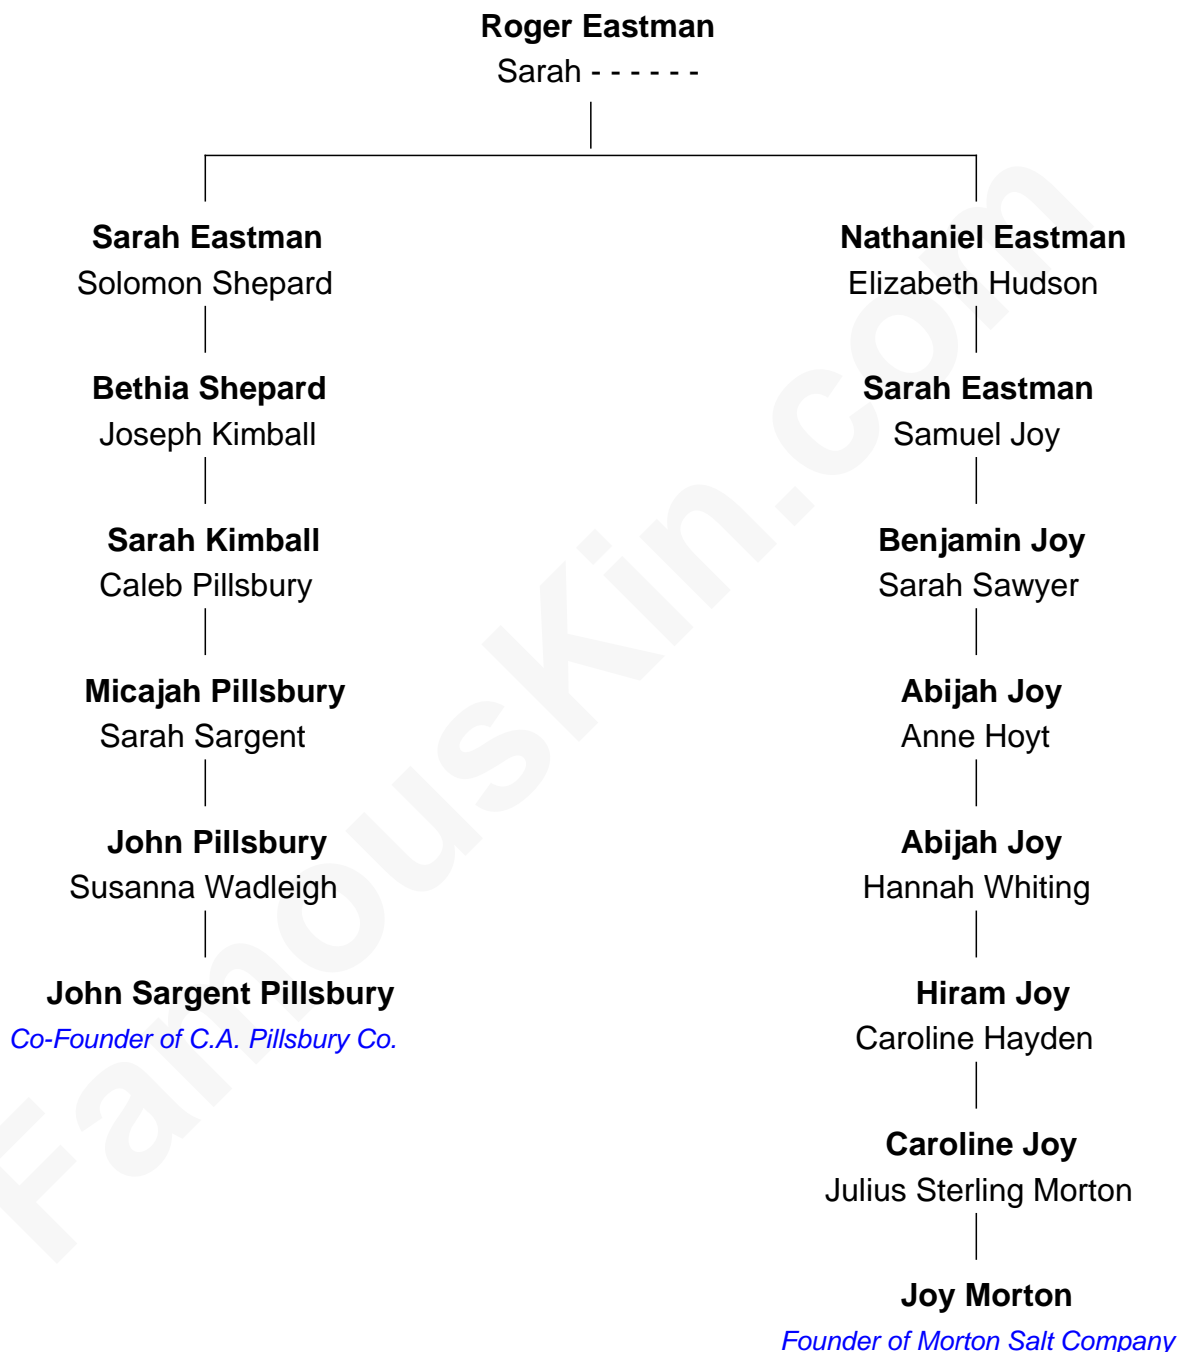 Roger Eastman
Sarah - - - - - -
Sarah Eastman
Solomon Shepard
Nathaniel Eastman
Elizabeth Hudson
Bethia Shepard
Joseph Kimball
Sarah Eastman
Samuel Joy
Sarah Kimball
Caleb Pillsbury
Benjamin Joy
Sarah Sawyer
Micajah Pillsbury
Sarah Sargent
Abijah Joy
Anne Hoyt
John Pillsbury
Susanna Wadleigh
Abijah Joy
Hannah Whiting
John Sargent Pillsbury
Co-Founder of C.A. Pillsbury Co.
Hiram Joy
Caroline Hayden
Caroline Joy
Julius Sterling Morton
Joy Morton
Founder of Morton Salt Company
FamousKin.com